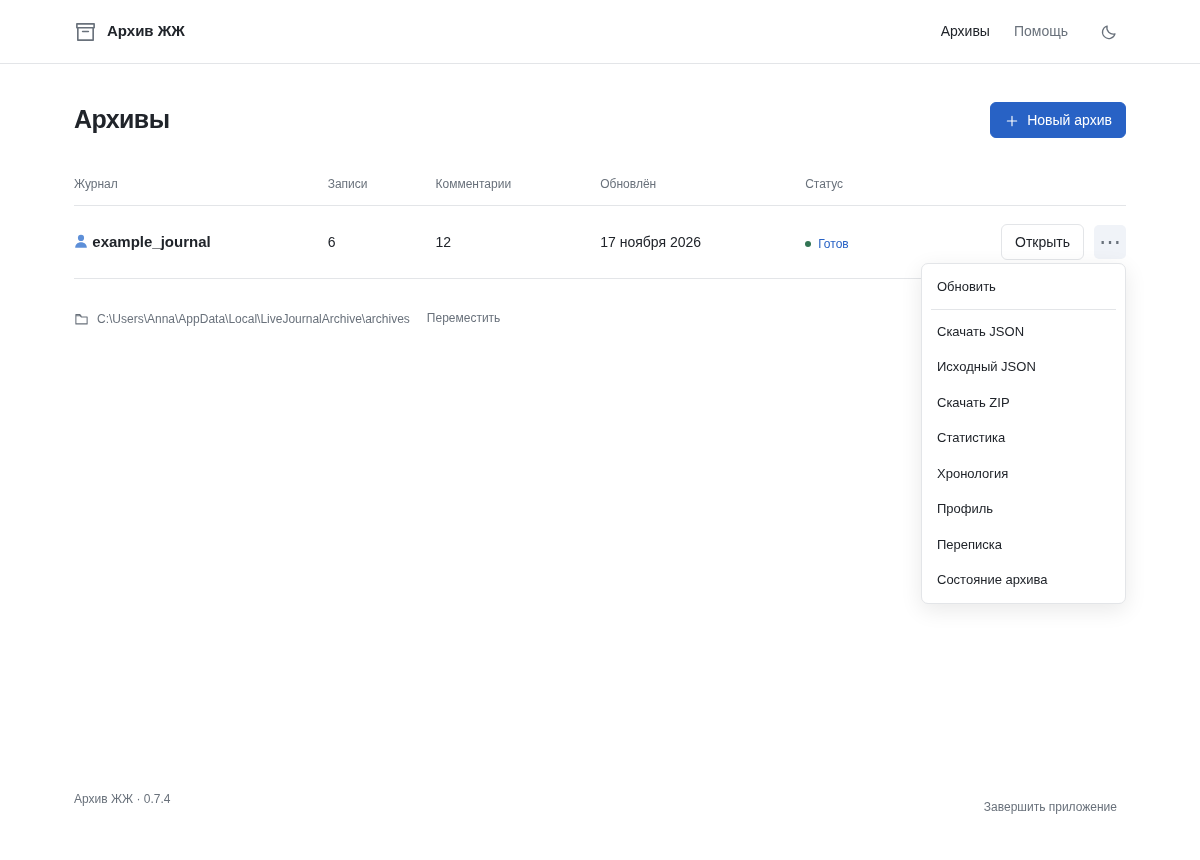 Архив ЖЖ
Архивы Помощь
Архивы
Новый архив
Журнал Записи Комментарии Обновлён Статус
example_journal 6 12 17 ноября 2026 Готов Открыть ...
C:\Users\Anna\AppData\Local\LiveJournalArchive\archives Переместить
Обновить
Скачать JSON
Исходный JSON
Скачать ZIP
Статистика
Хронология
Профиль
Переписка
Состояние архива
Архив ЖЖ · 0.7.4
Завершить приложение